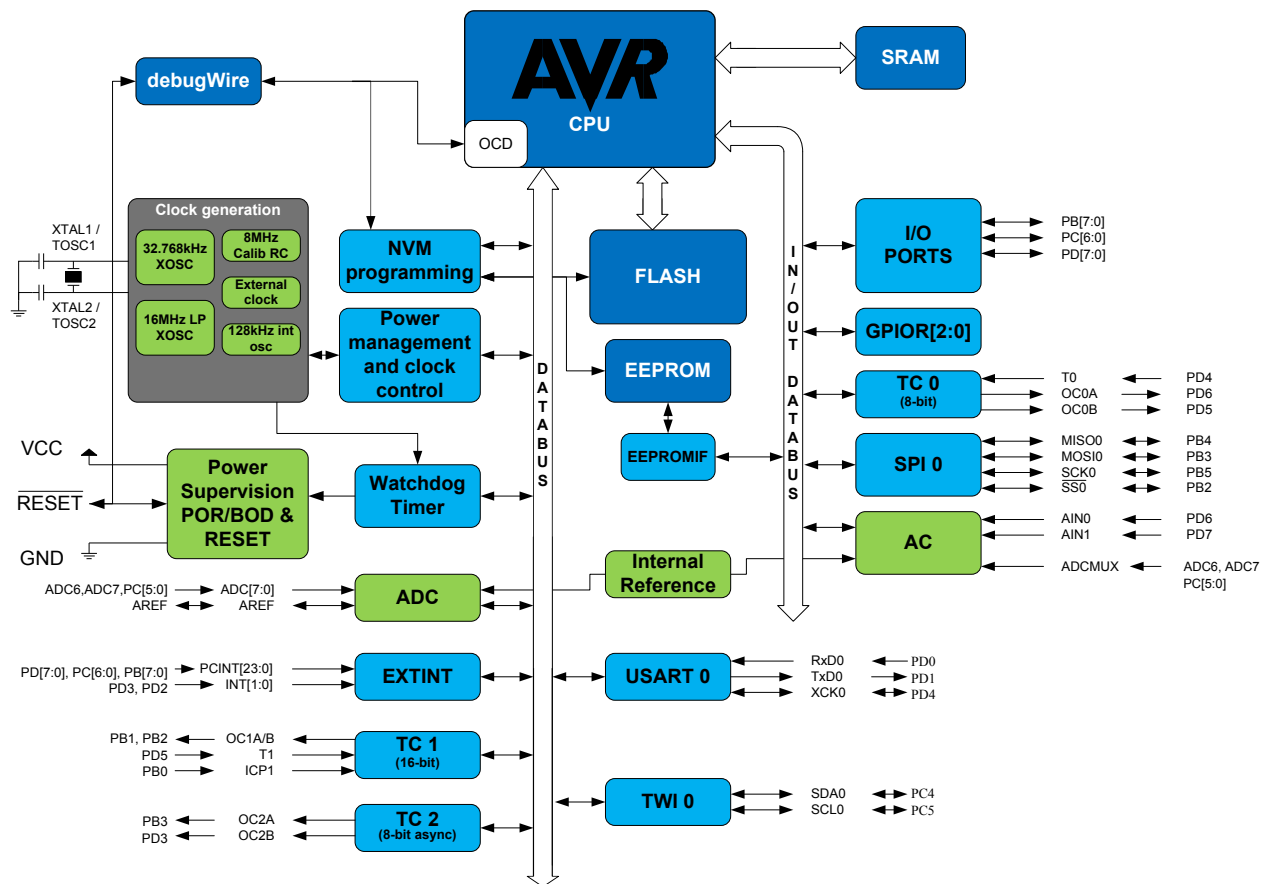 AVR
CPU
OCD
SRAM
debugWire
Clock generation
XTAL1 /
TOSC1
32.768kHz
XOSC
8MHz
Calib RC
External
clock
XTAL2 /
TOSC2
16MHz LP
XOSC
128kHz int
osc
NVM
programming
FLASH
I/O
PORTS
PB[7:0]
PC[6:0]
PD[7:0]
Power
management
and clock
control
EEPROM
GPIOR[2:0]
DATABUS
IN/OUT DATABUS
TC 0
(8-bit)
T0 PD4
OC0A PD6
OC0B PD5
EEPROMIF
SPI 0
MISO0 PB4
MOSI0 PB3
SCK0 PB5
SS0 PB2
VCC
RESET
GND
Power
Supervision
POR/BOD &
RESET
Watchdog
Timer
Internal
Reference
AC
AIN0 PD6
AIN1 PD7
ADCMUX ADC6, ADC7
PC[5:0]
ADC6,ADC7,PC[5:0] ADC[7:0]
AREF AREF
ADC
PD[7:0], PC[6:0], PB[7:0] PCINT[23:0]
PD3, PD2 INT[1:0]
EXTINT
USART 0
RxD0 PD0
TxD0 PD1
XCK0 PD4
PB1, PB2 OC1A/B
PD5 T1
PB0 ICP1
TC 1
(16-bit)
TWI 0
SDA0 PC4
SCL0 PC5
PB3 OC2A
PD3 OC2B
TC 2
(8-bit async)